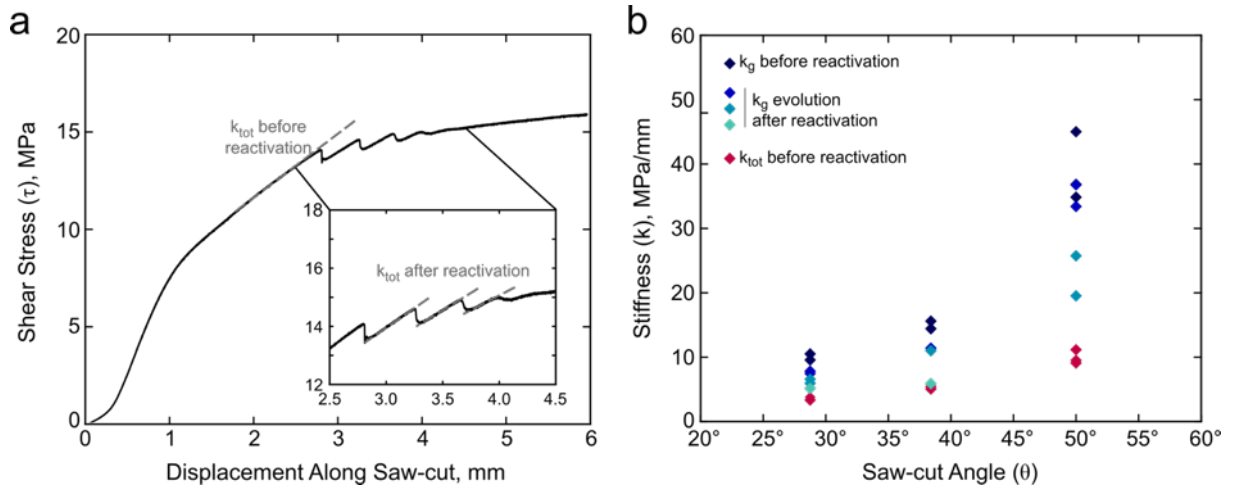 a
20
15
10
5
0
0
1
2
3
4
5
6
Shear Stress (τ), MPa
Displacement Along Saw-cut, mm
k_tot before
reactivation
18
16
14
12
2.5
3.0
3.5
4.0
4.5
k_tot after reactivation
b
60
50
40
30
20
10
0
20°
25°
30°
35°
40°
45°
50°
55°
60°
Stiffness (k), MPa/mm
Saw-cut Angle (θ)
k_g before reactivation
k_g evolution
after reactivation
k_tot before reactivation